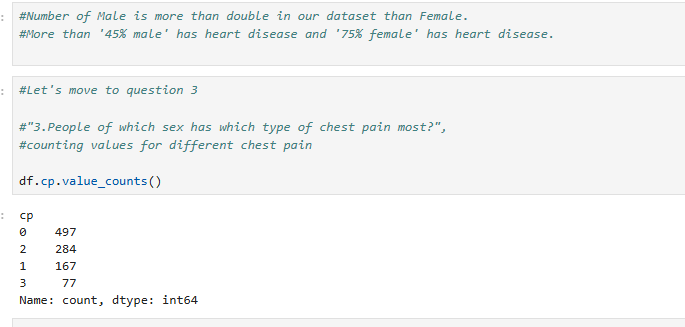 #Number of Male is more than double in our dataset than Female.
#More than '45% male' has heart disease and '75% female' has heart disease.
#Let's move to question 3
#"3.People of which sex has which type of chest pain most?",
#counting values for different chest pain
df.cp.value_counts()
cp
0    497
2    284
1    167
3     77
Name: count, dtype: int64